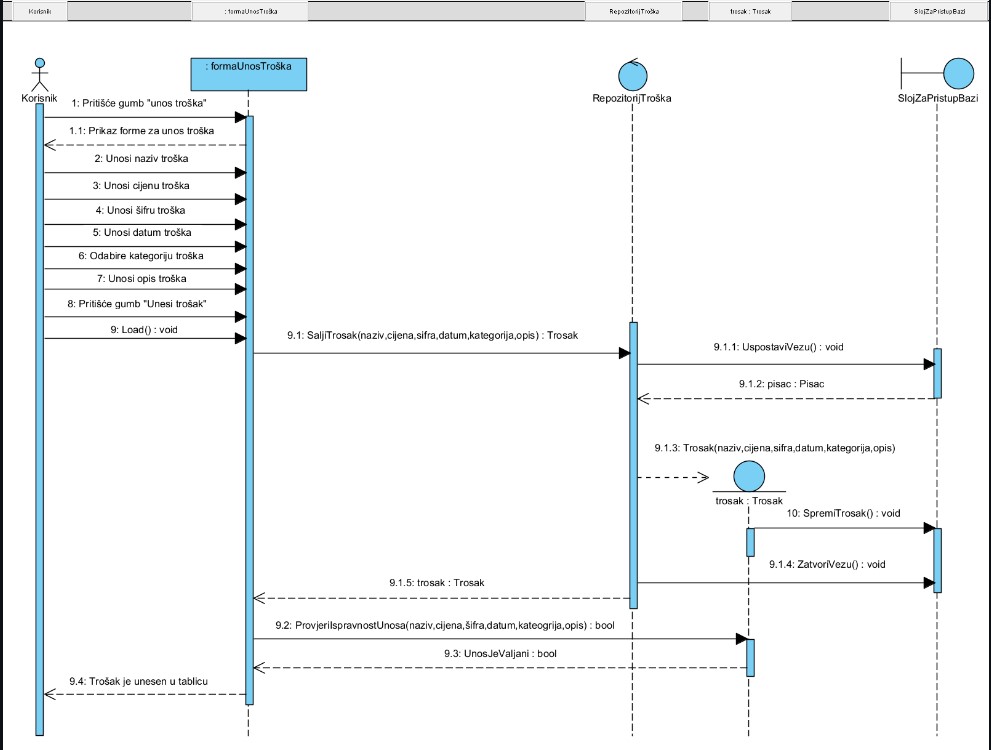 Korisnik
: formaUnosTroška
RepozitorijTroška
trosak : Trosak
SlojZaPristupBazi
: formaUnosTroška
Korisnik
RepozitorijTroška
SlojZaPristupBazi
1: Pritišće gumb "unos troška"
1.1: Prikaz forme za unos troška
2: Unosi naziv troška
3: Unosi cijenu troška
4: Unosi šifru troška
5: Unosi datum troška
6: Odabire kategoriju troška
7: Unosi opis troška
8: Pritišće gumb "Unesi trošak"
9: Load() : void
9.1: SaljiTrosak(naziv,cijena,sifra,datum,kategorija,opis) : Trosak
9.1.1: UspostaviVezu() : void
9.1.2: pisac : Pisac
9.1.3: Trosak(naziv,cijena,sifra,datum,kategorija,opis)
trosak : Trosak
10: SpremiTrosak() : void
9.1.4: ZatvoriVezu() : void
9.1.5: trosak : Trosak
9.2: ProvjeriIspravnostUnosa(naziv,cijena,šifra,datum,kateogrija,opis) : bool
9.3: UnosJeValjani : bool
9.4: Trošak je unesen u tablicu